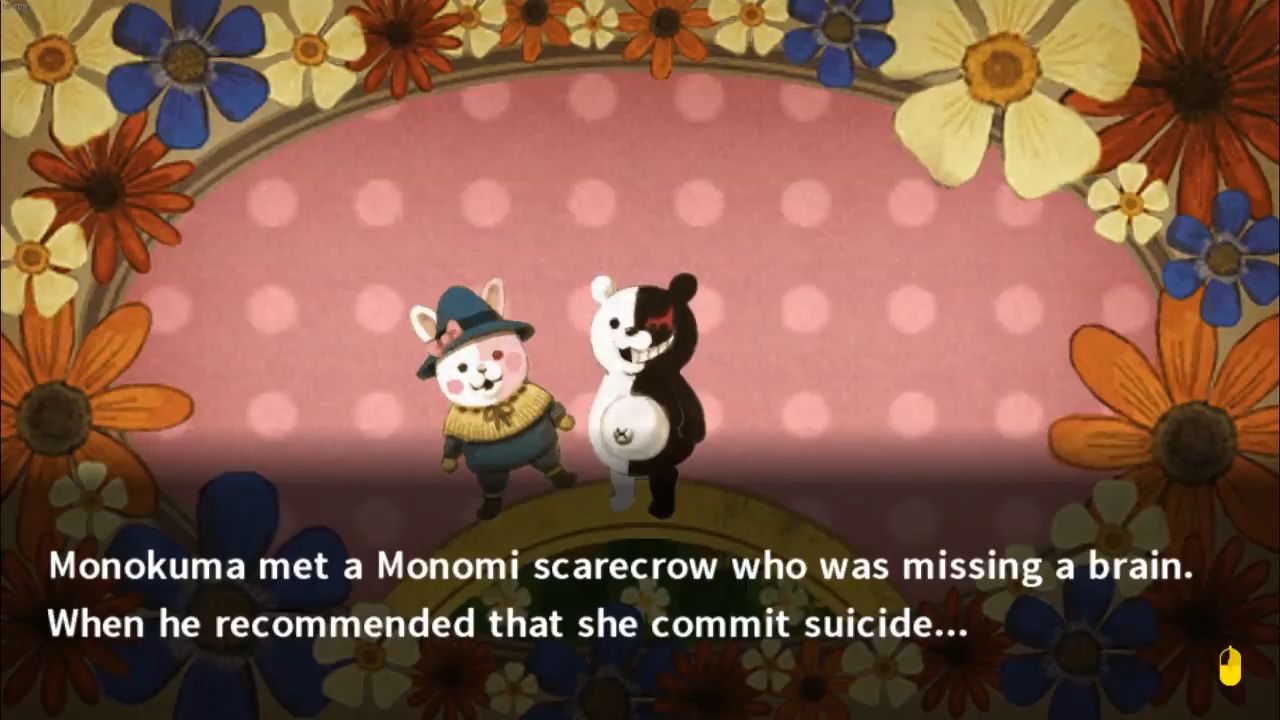 Monokuma met a Monomi scarecrow who was missing a brain.
When he recommended that she commit suicide...